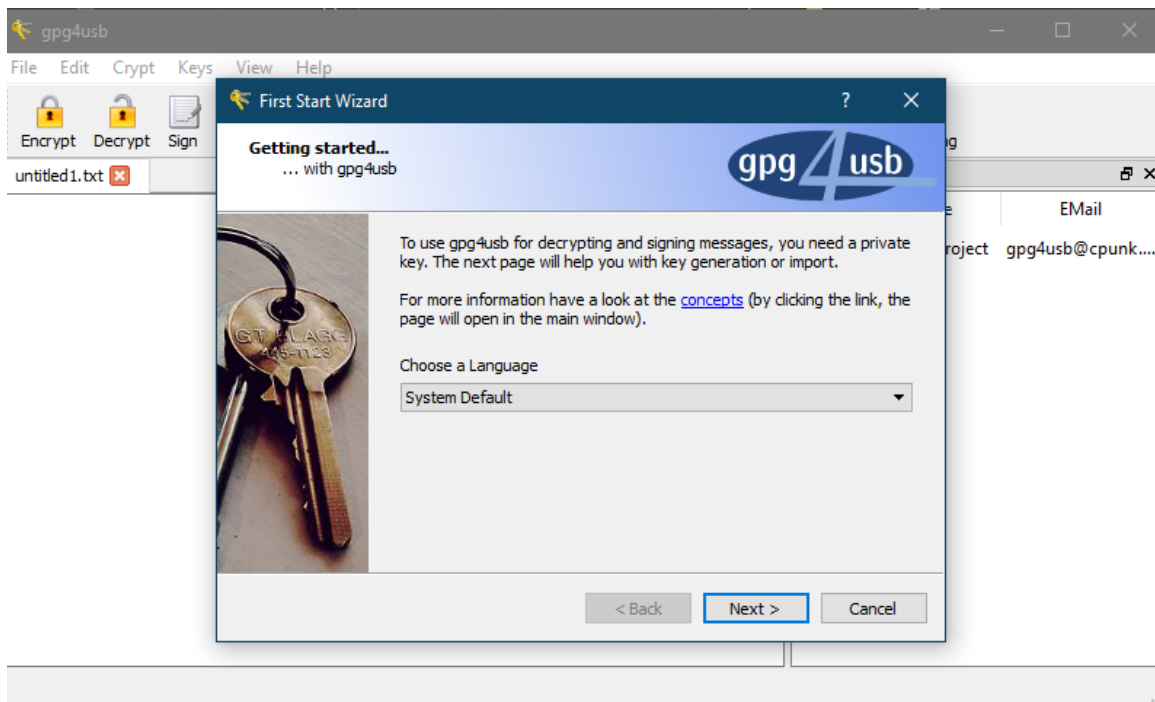 gpg4usb
File Edit Crypt Keys View Help
Encrypt Decrypt Sign
untitled1.txt
First Start Wizard
Getting started...
... with gpg4usb
gpg4usb
To use gpg4usb for decrypting and signing messages, you need a private
key. The next page will help you with key generation or import.
For more information have a look at the concepts (by clicking the link, the
page will open in the main window).
Choose a Language
System Default
< Back Next > Cancel
EMail
roject gpg4usb@cpunk....